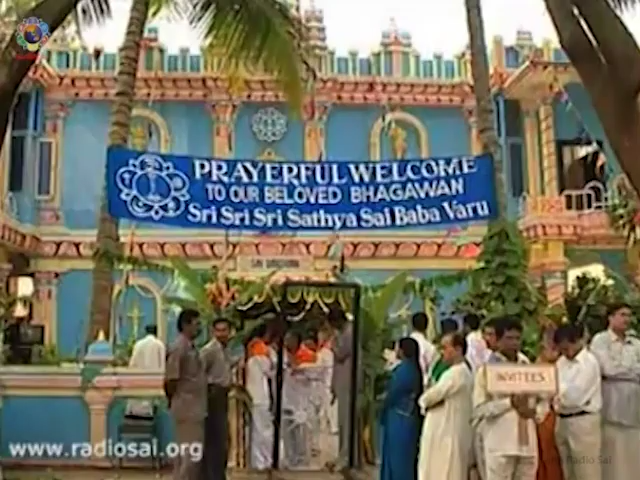 PRAYERFUL WELCOME
TO OUR BELOVED BHAGAWAN
Sri Sri Sri Sathya Sai Baba Varu
INVITEES
www.radiosai.org